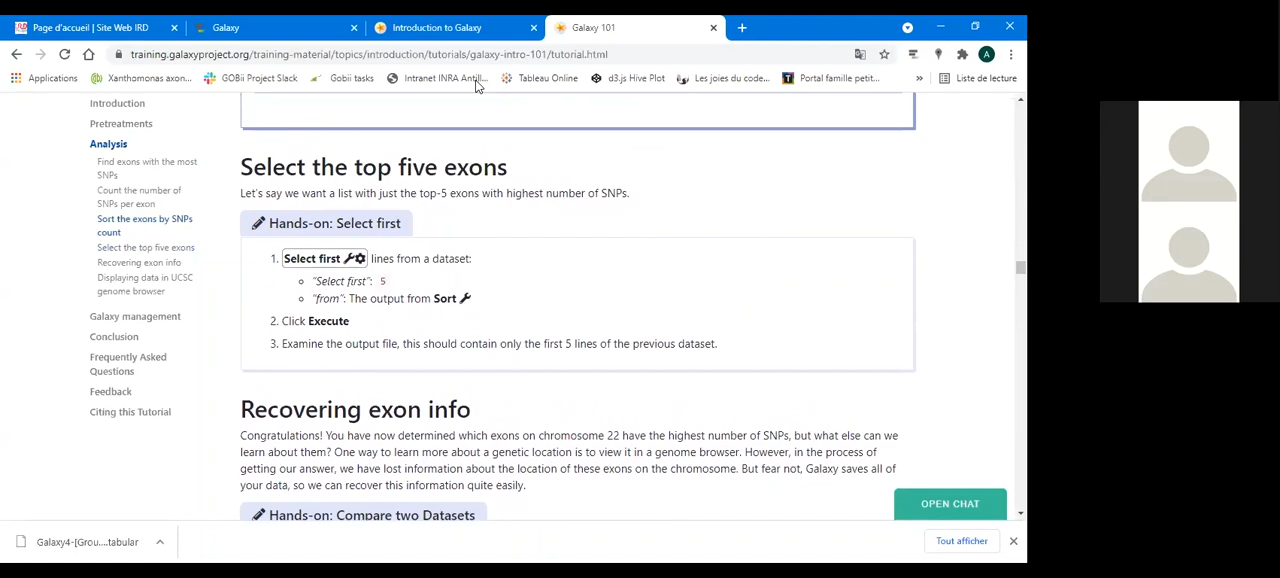 Page d'accueil | Site Web IRD
Galaxy
Introduction to Galaxy
Galaxy 101
training.galaxyproject.org/training-material/topics/introduction/tutorials/galaxy-intro-101/tutorial.html
A
Applications
Xanthomonas axon...
GOBii Project Slack
Gobii tasks
Intranet INRA Antill...
Tableau Online
d3.js Hive Plot
Les joies du code...
Portal famille petit...
»
Liste de lecture
Introduction
Pretreatments
Analysis
Find exons with the most
SNPs
Count the number of
SNPs per exon
Sort the exons by SNPs
count
Select the top five exons
Recovering exon info
Displaying data in UCSC
genome browser
Galaxy management
Conclusion
Frequently Asked
Questions
Feedback
Citing this Tutorial
Select the top five exons
Let's say we want a list with just the top-5 exons with highest number of SNPs.
Hands-on: Select first
1. Select first lines from a dataset:
"Select first": 5
"from": The output from Sort
2. Click Execute
3. Examine the output file, this should contain only the first 5 lines of the previous dataset.
Recovering exon info
Congratulations! You have now determined which exons on chromosome 22 have the highest number of SNPs, but what else can we
learn about them? One way to learn more about a genetic location is to view it in a genome browser. However, in the process of
getting our answer, we have lost information about the location of these exons on the chromosome. But fear not, Galaxy saves all of
your data, so we can recover this information quite easily.
Hands-on: Compare two Datasets
OPEN CHAT
Galaxy4-[Grou....tabular
Tout afficher